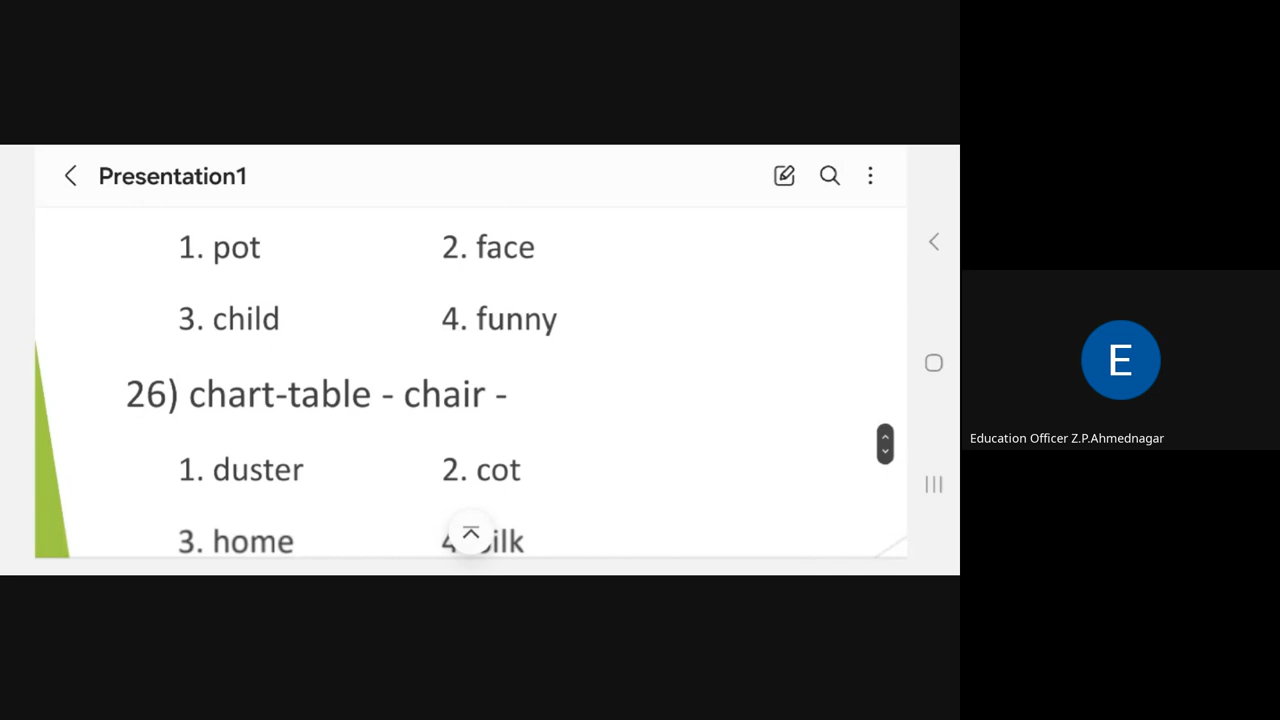 Presentation1
1. pot 2. face
3. child 4. funny
26) chart-table - chair -
1. duster 2. cot
3. home 4.
E
Education Officer Z.P.Ahmednagar